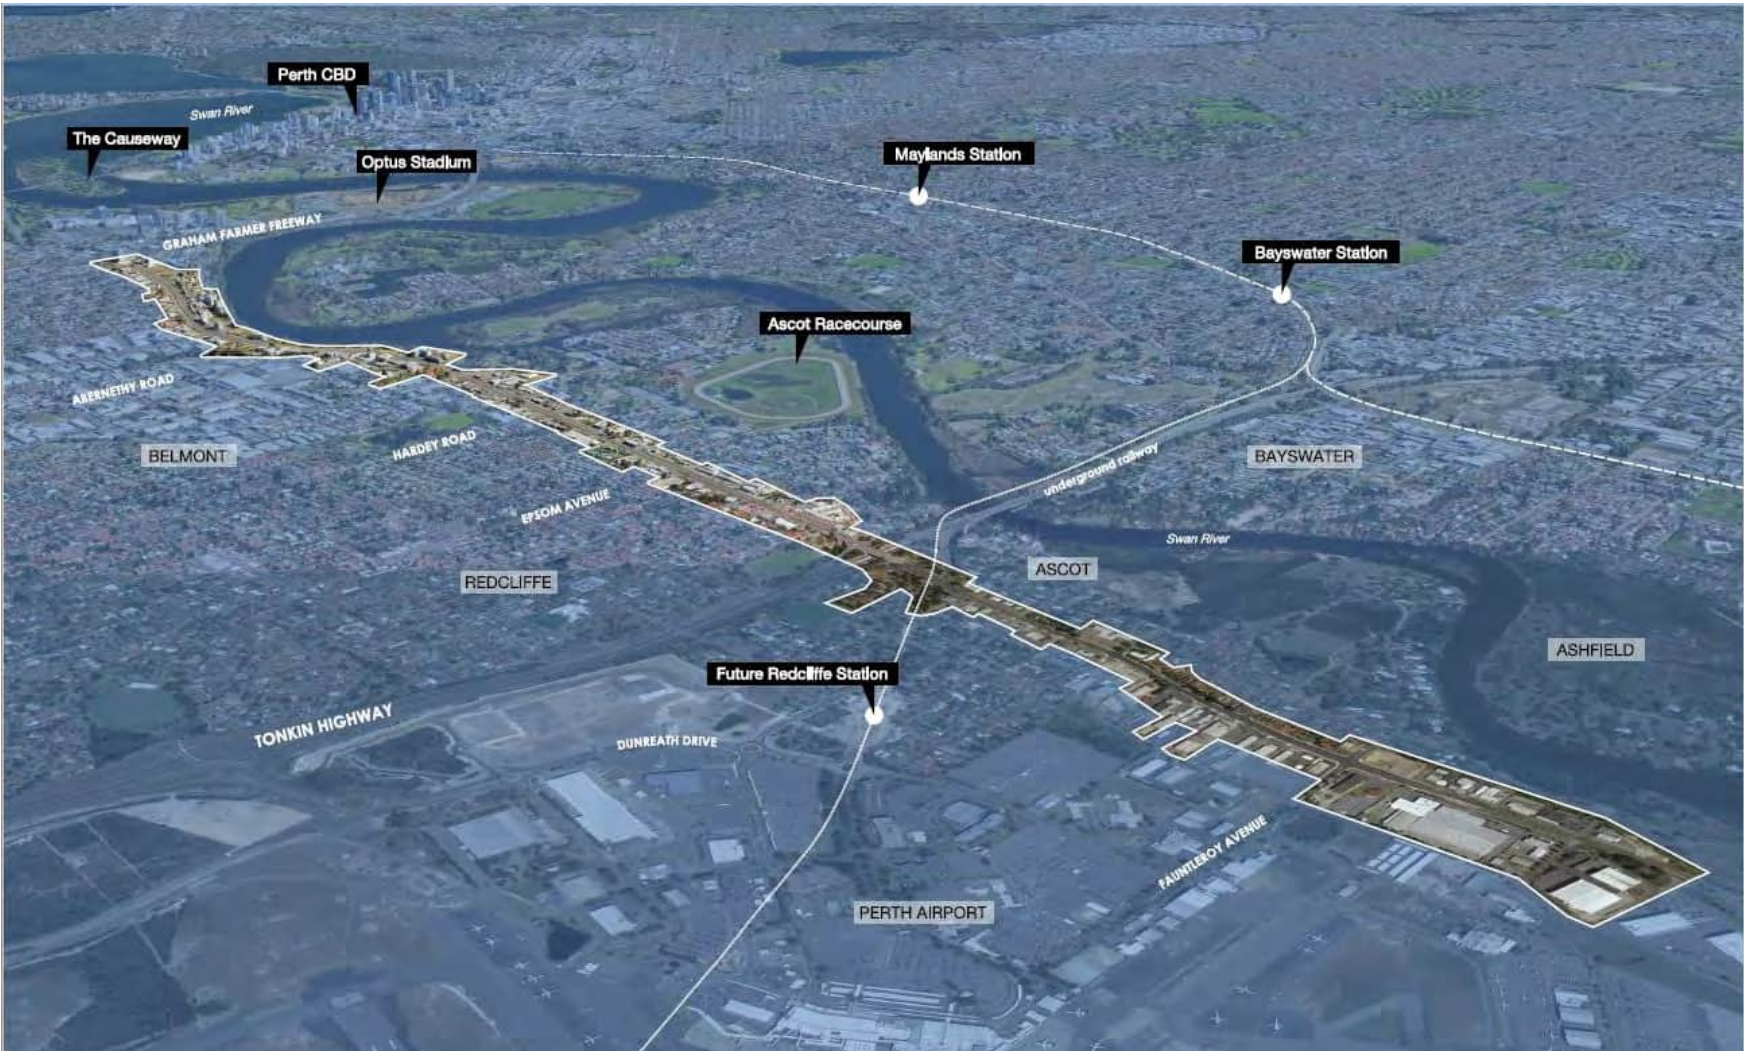 Perth CBD
Swan River
The Causeway
Optus Stadium
Maylands Station
GRAHAM FARMER FREEWAY
Bayswater Station
Ascot Racecourse
ABERNETHY ROAD
HARDEY ROAD
BELMONT
BAYSWATER
underground railway
EPSOM AVENUE
Swan River
ASCOT
REDCLIFFE
ASHFIELD
Future Redcliffe Station
TONKIN HIGHWAY
DUNREATH DRIVE
FAUNTLEROY AVENUE
PERTH AIRPORT